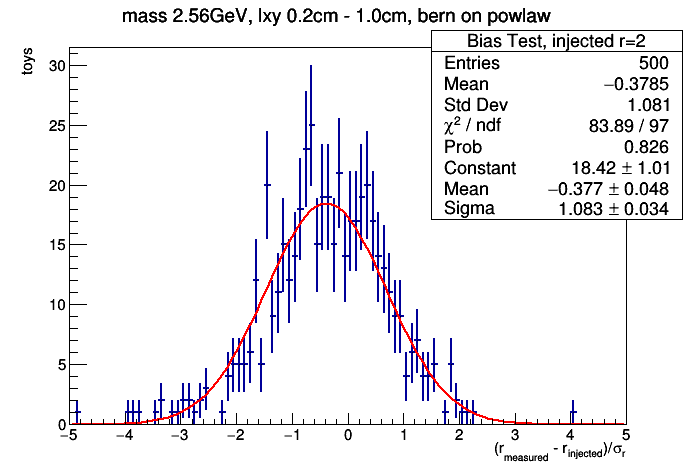 mass 2.56GeV, lxy 0.2cm - 1.0cm, bern on powlaw
Bias Test, injected r=2
Entries 500
Mean −0.3785
Std Dev 1.081
χ² / ndf 83.89 / 97
Prob 0.826
Constant 18.42 ± 1.01
Mean −0.377 ± 0.048
Sigma 1.083 ± 0.034
toys
30
25
20
15
10
5
0
−5 −4 −3 −2 −1 0 1 2 3 4 5
(r_measured - r_injected)/σ_r